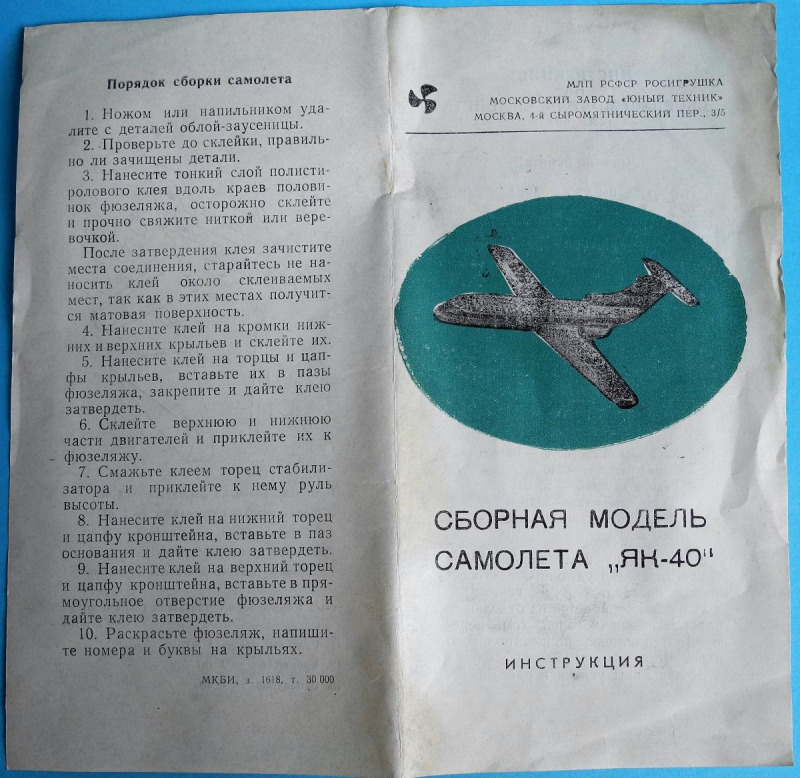 Порядок сборки самолета
1. Ножом или напильником уда-
лите с деталей облой-заусеницы.
2. Проверьте до склейки, правиль-
но ли зачищены детали.
3. Нанесите тонкий слой полисти-
ролового клея вдоль краев полови-
нок фюзеляжа, осторожно склейте
и прочно свяжите ниткой или вере-
вочкой.
После затвердения клея зачистите
места соединения, старайтесь не на-
носить клей около склеиваемых
мест, так как в этих местах получит-
ся матовая поверхность.
4. Нанесите клей на кромки ниж-
них и верхних крыльев и склейте их.
5. Нанесите клей на торцы и цап-
фы крыльев, вставьте их в пазы
фюзеляжа, закрепите и дайте клею
затвердеть.
6. Склейте верхнюю и нижнюю
части двигателей и приклейте их к
фюзеляжу.
7. Смажьте клеем торец стабили-
затора и приклейте к нему руль
высоты.
8. Нанесите клей на нижний торец
и цапфу кронштейна, вставьте в паз
основания и дайте клею затвердеть.
9. Нанесите клей на верхний торец
и цапфу кронштейна, вставьте в пря-
моугольное отверстие фюзеляжа и
дайте клею затвердеть.
10. Раскрасьте фюзеляж, напиши-
те номера и буквы на крыльях.
МКБИ, з. 1618, т. 30 000
МЛП РСФСР РОСИГРУШКА
МОСКОВСКИЙ ЗАВОД «ЮНЫЙ ТЕХНИК»
МОСКВА, 4-й СЫРОМЯТНИЧЕСКИЙ ПЕР., 3/5
СБОРНАЯ МОДЕЛЬ
САМОЛЕТА „ЯК-40"
ИНСТРУКЦИЯ